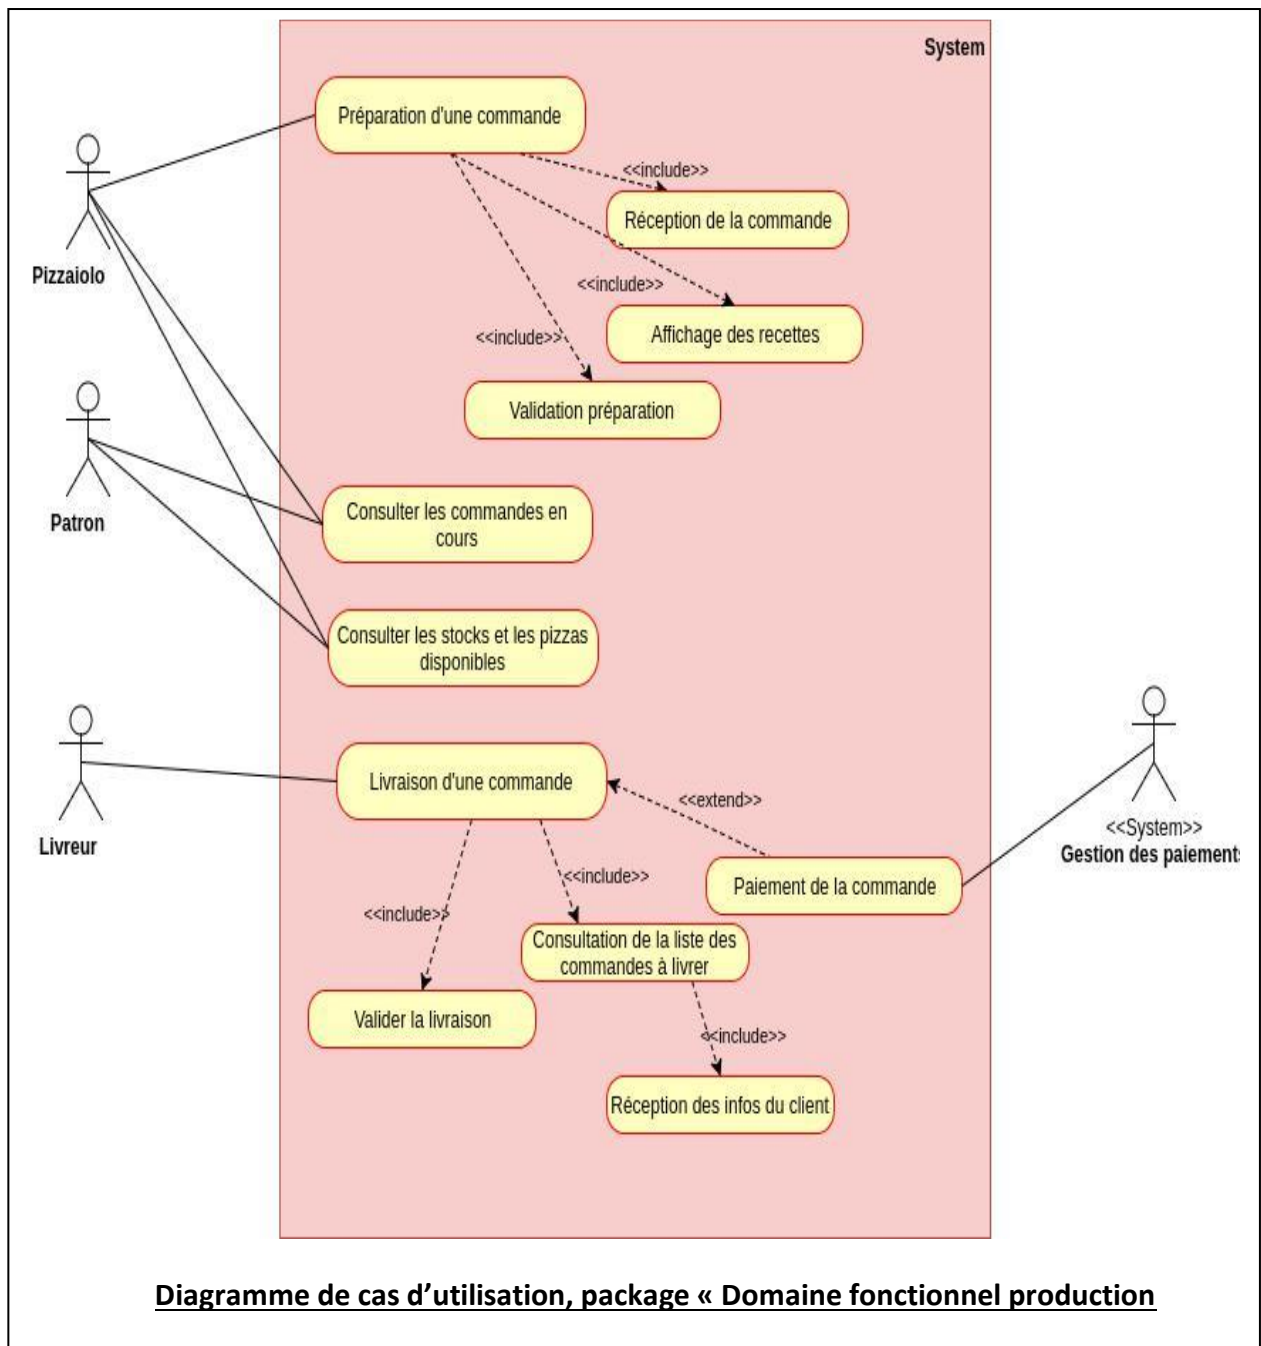 System
Préparation d'une commande
<<include>>
Réception de la commande
Pizzaiolo
<<include>>
Affichage des recettes
<<include>>
Validation préparation
Patron
Consulter les commandes en
cours
Consulter les stocks et les pizzas
disponibles
Livraison d'une commande
<<extend>>
<<System>>
Gestion des paiements
Livreur
<<include>>
Paiement de la commande
<<include>>
Consultation de la liste des
commandes à livrer
Valider la livraison
<<include>>
Réception des infos du client
Diagramme de cas d’utilisation, package « Domaine fonctionnel production